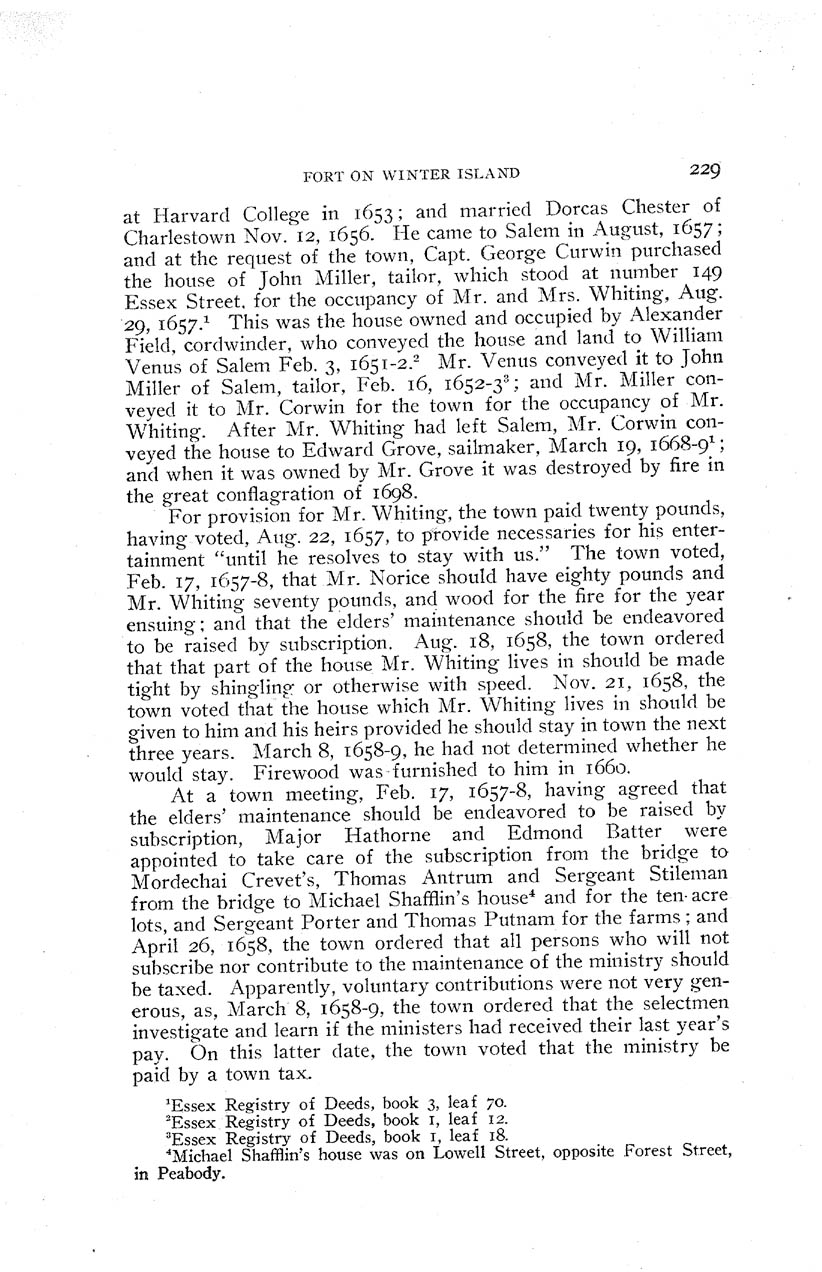 FORT ON WINTER ISLAND 229
at Harvard College in 1653; and married Dorcas Chester of
Charlestown Nov. 12, 1656. He came to Salem in August, 1657;
and at the request of the town, Capt. George Curwin purchased
the house of John Miller, tailor, which stood at number 149
Essex Street, for the occupancy of Mr. and Mrs. Whiting, Aug.
29, 1657.¹ This was the house owned and occupied by Alexander
Field, cordwinder, who conveyed the house and land to William
Venus of Salem Feb. 3, 1651-2.² Mr. Venus conveyed it to John
Miller of Salem, tailor, Feb. 16, 1652-3³; and Mr. Miller con-
veyed it to Mr. Corwin for the town for the occupancy of Mr.
Whiting. After Mr. Whiting had left Salem, Mr. Corwin con-
veyed the house to Edward Grove, sailmaker, March 19, 1668-9¹;
and when it was owned by Mr. Grove it was destroyed by fire in
the great conflagration of 1698.
For provision for Mr. Whiting, the town paid twenty pounds,
having voted, Aug. 22, 1657, to provide necessaries for his enter-
tainment "until he resolves to stay with us." The town voted,
Feb. 17, 1657-8, that Mr. Norice should have eighty pounds and
Mr. Whiting seventy pounds, and wood for the fire for the year
ensuing; and that the elders' maintenance should be endeavored
to be raised by subscription. Aug. 18, 1658, the town ordered
that that part of the house Mr. Whiting lives in should be made
tight by shingling or otherwise with speed. Nov. 21, 1658, the
town voted that the house which Mr. Whiting lives in should be
given to him and his heirs provided he should stay in town the next
three years. March 8, 1658-9, he had not determined whether he
would stay. Firewood was furnished to him in 1660.
At a town meeting, Feb. 17, 1657-8, having agreed that
the elders' maintenance should be endeavored to be raised by
subscription, Major Hathorne and Edmond Batter were
appointed to take care of the subscription from the bridge to
Mordechai Crevet's, Thomas Antrum and Sergeant Stileman
from the bridge to Michael Shafflin's house⁴ and for the ten-acre
lots, and Sergeant Porter and Thomas Putnam for the farms; and
April 26, 1658, the town ordered that all persons who will not
subscribe nor contribute to the maintenance of the ministry should
be taxed. Apparently, voluntary contributions were not very gen-
erous, as, March 8, 1658-9, the town ordered that the selectmen
investigate and learn if the ministers had received their last year's
pay. On this latter date, the town voted that the ministry be
paid by a town tax.
¹Essex Registry of Deeds, book 3, leaf 70.
²Essex Registry of Deeds, book 1, leaf 12.
³Essex Registry of Deeds, book 1, leaf 18.
⁴Michael Shafflin's house was on Lowell Street, opposite Forest Street,
in Peabody.